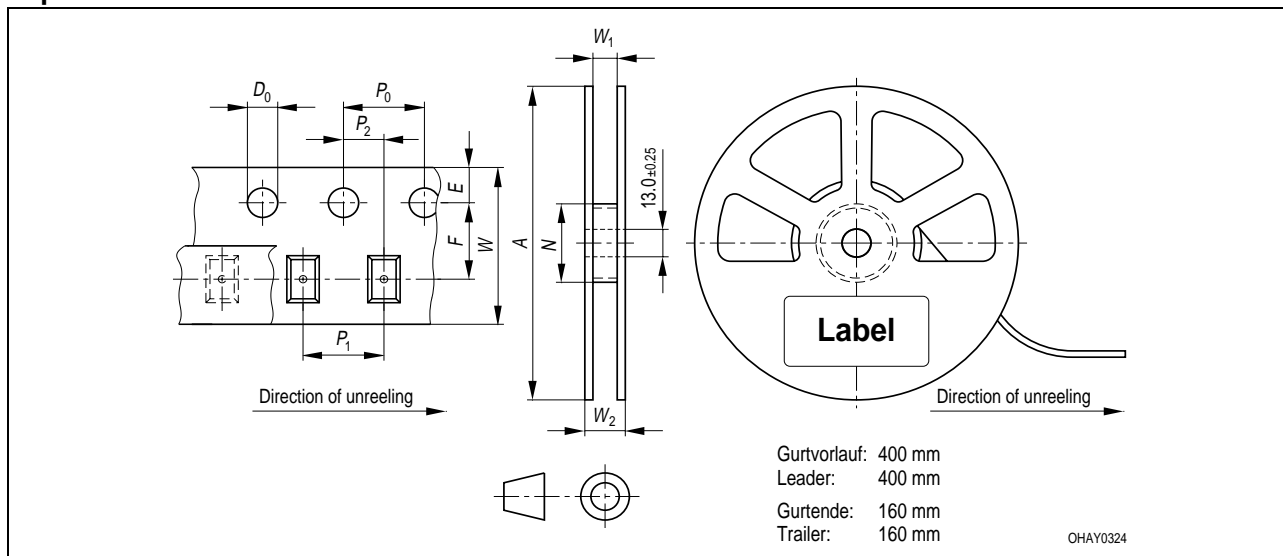 W₁
D₀
P₀
P₂
E
F
W
A
N
13.0±0.25
P₁
Label
Direction of unreeling
W₂
Direction of unreeling
Gurtvorlauf: 400 mm
Leader: 400 mm
Gurtende: 160 mm
Trailer: 160 mm
OHAY0324